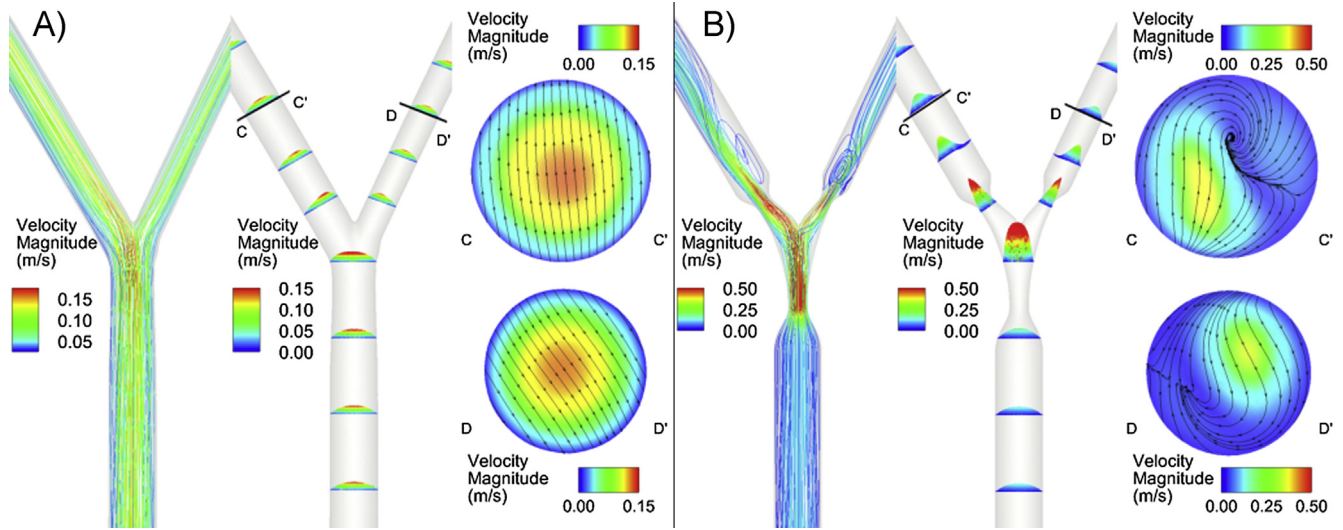 A)
Velocity
Magnitude
(m/s)
0.00 0.15
C C'
D D'
C C'
Velocity
Magnitude
(m/s)
0.15
0.10
0.05
Velocity
Magnitude
(m/s)
0.15
0.10
0.05
0.00
D D'
Velocity
Magnitude
(m/s)
0.00 0.15
B)
Velocity
Magnitude
(m/s)
0.00 0.25 0.50
C C'
D D'
C C'
Velocity
Magnitude
(m/s)
0.50
0.25
0.00
Velocity
Magnitude
(m/s)
0.50
0.25
0.00
D D'
Velocity
Magnitude
(m/s)
0.00 0.25 0.50